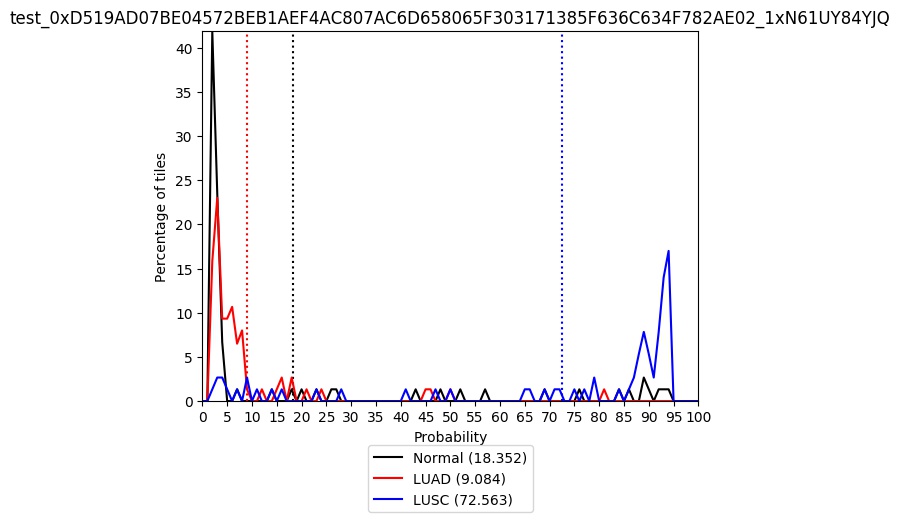 test_0xD519AD07BE04572BEB1AEF4AC807AC6D658065F303171385F636C634F782AE02_1xN61UY84YJQ
40
35
30
25
20
15
10
5
0
Percentage of tiles
0 5 10 15 20 25 30 35 40 45 50 55 60 65 70 75 80 85 90 95 100
Probability
Normal (18.352)
LUAD (9.084)
LUSC (72.563)